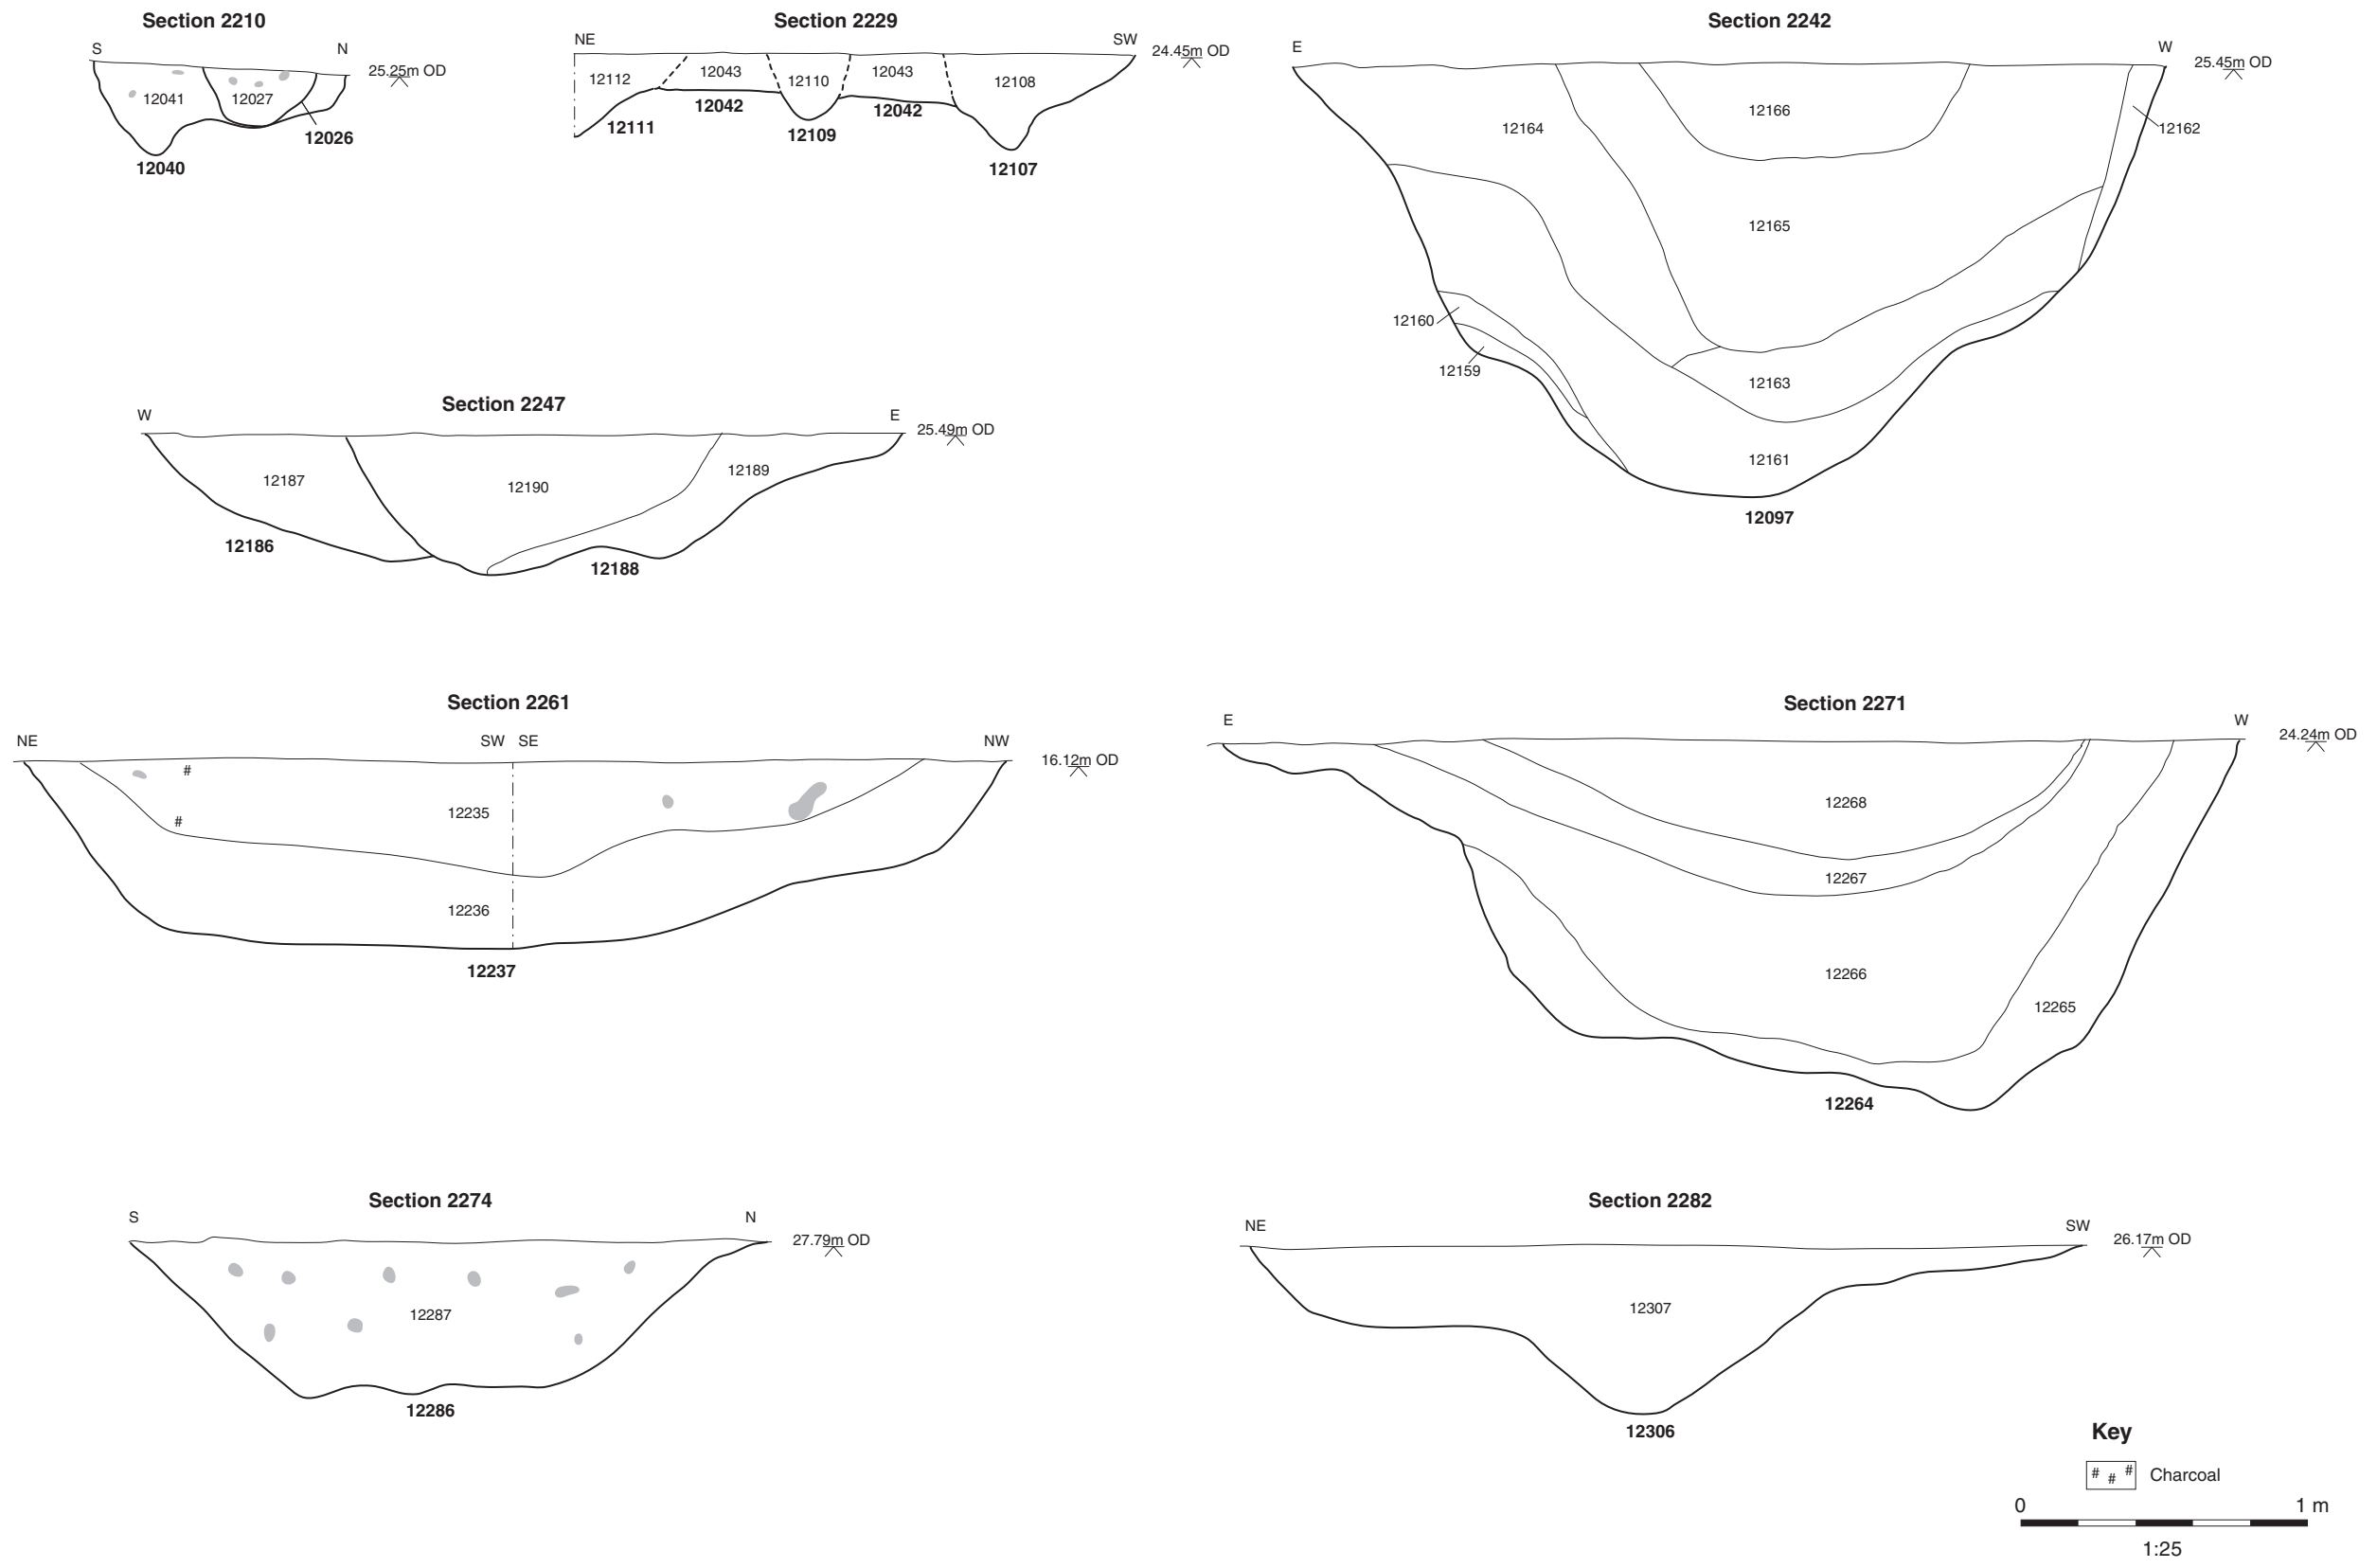 Section 2210
S
N
25.25m OD
12041
12027
12026
12040
Section 2229
NE
SW
24.45m OD
12112
12043
12110
12043
12108
12111
12042
12109
12042
12107
Section 2242
E
W
25.45m OD
12166
12164
12162
12165
12160
12159
12163
12161
12097
Section 2247
W
E
25.49m OD
12187
12190
12189
12186
12188
Section 2261
NE
SW SE
NW
16.12m OD
#
#
12235
12236
12237
Section 2271
E
W
24.24m OD
12268
12267
12266
12265
12264
Section 2274
S
N
27.79m OD
12287
12286
Section 2282
NE
SW
26.17m OD
12307
12306
Key
# # # Charcoal
0 1 m
1:25